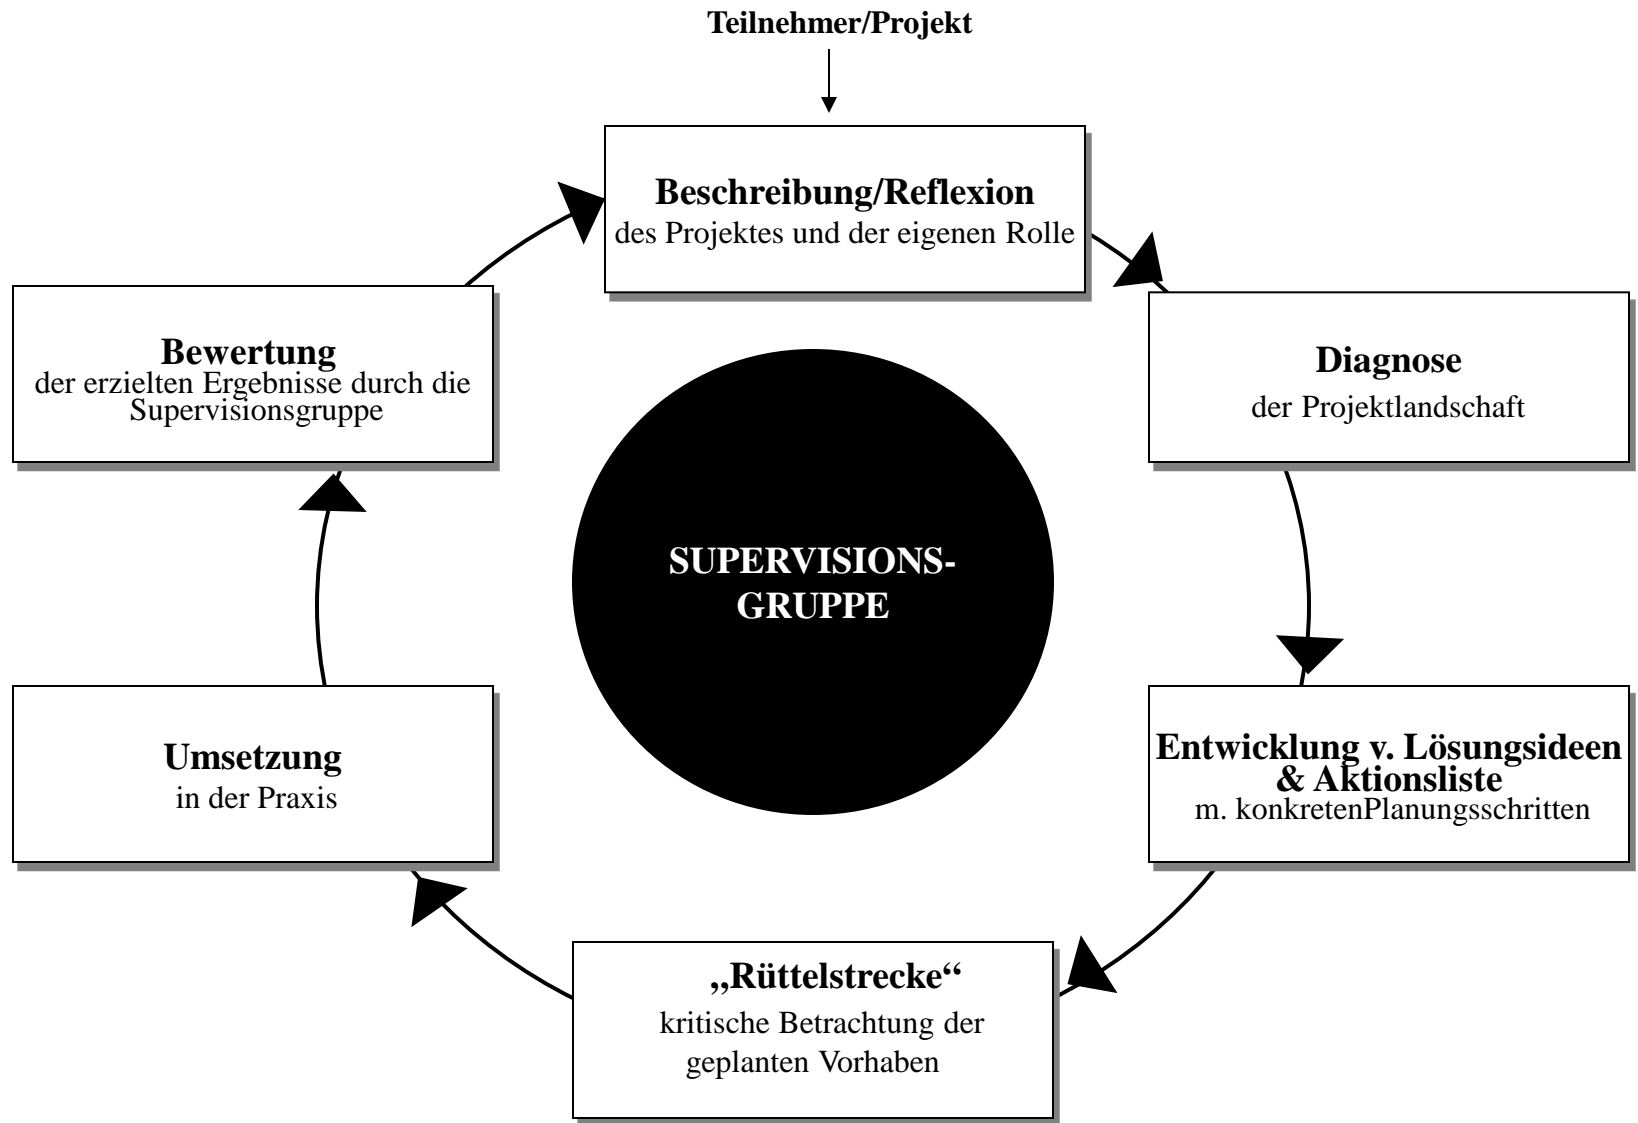 Teilnehmer/Projekt
Beschreibung/Reflexion
des Projektes und der eigenen Rolle
Diagnose
der Projektlandschaft
Entwicklung v. Lösungsideen
& Aktionsliste
m. konkretenPlanungsschritten
„Rüttelstrecke“
kritische Betrachtung der
geplanten Vorhaben
Umsetzung
in der Praxis
Bewertung
der erzielten Ergebnisse durch die
Supervisionsgruppe
SUPERVISIONS-
GRUPPE